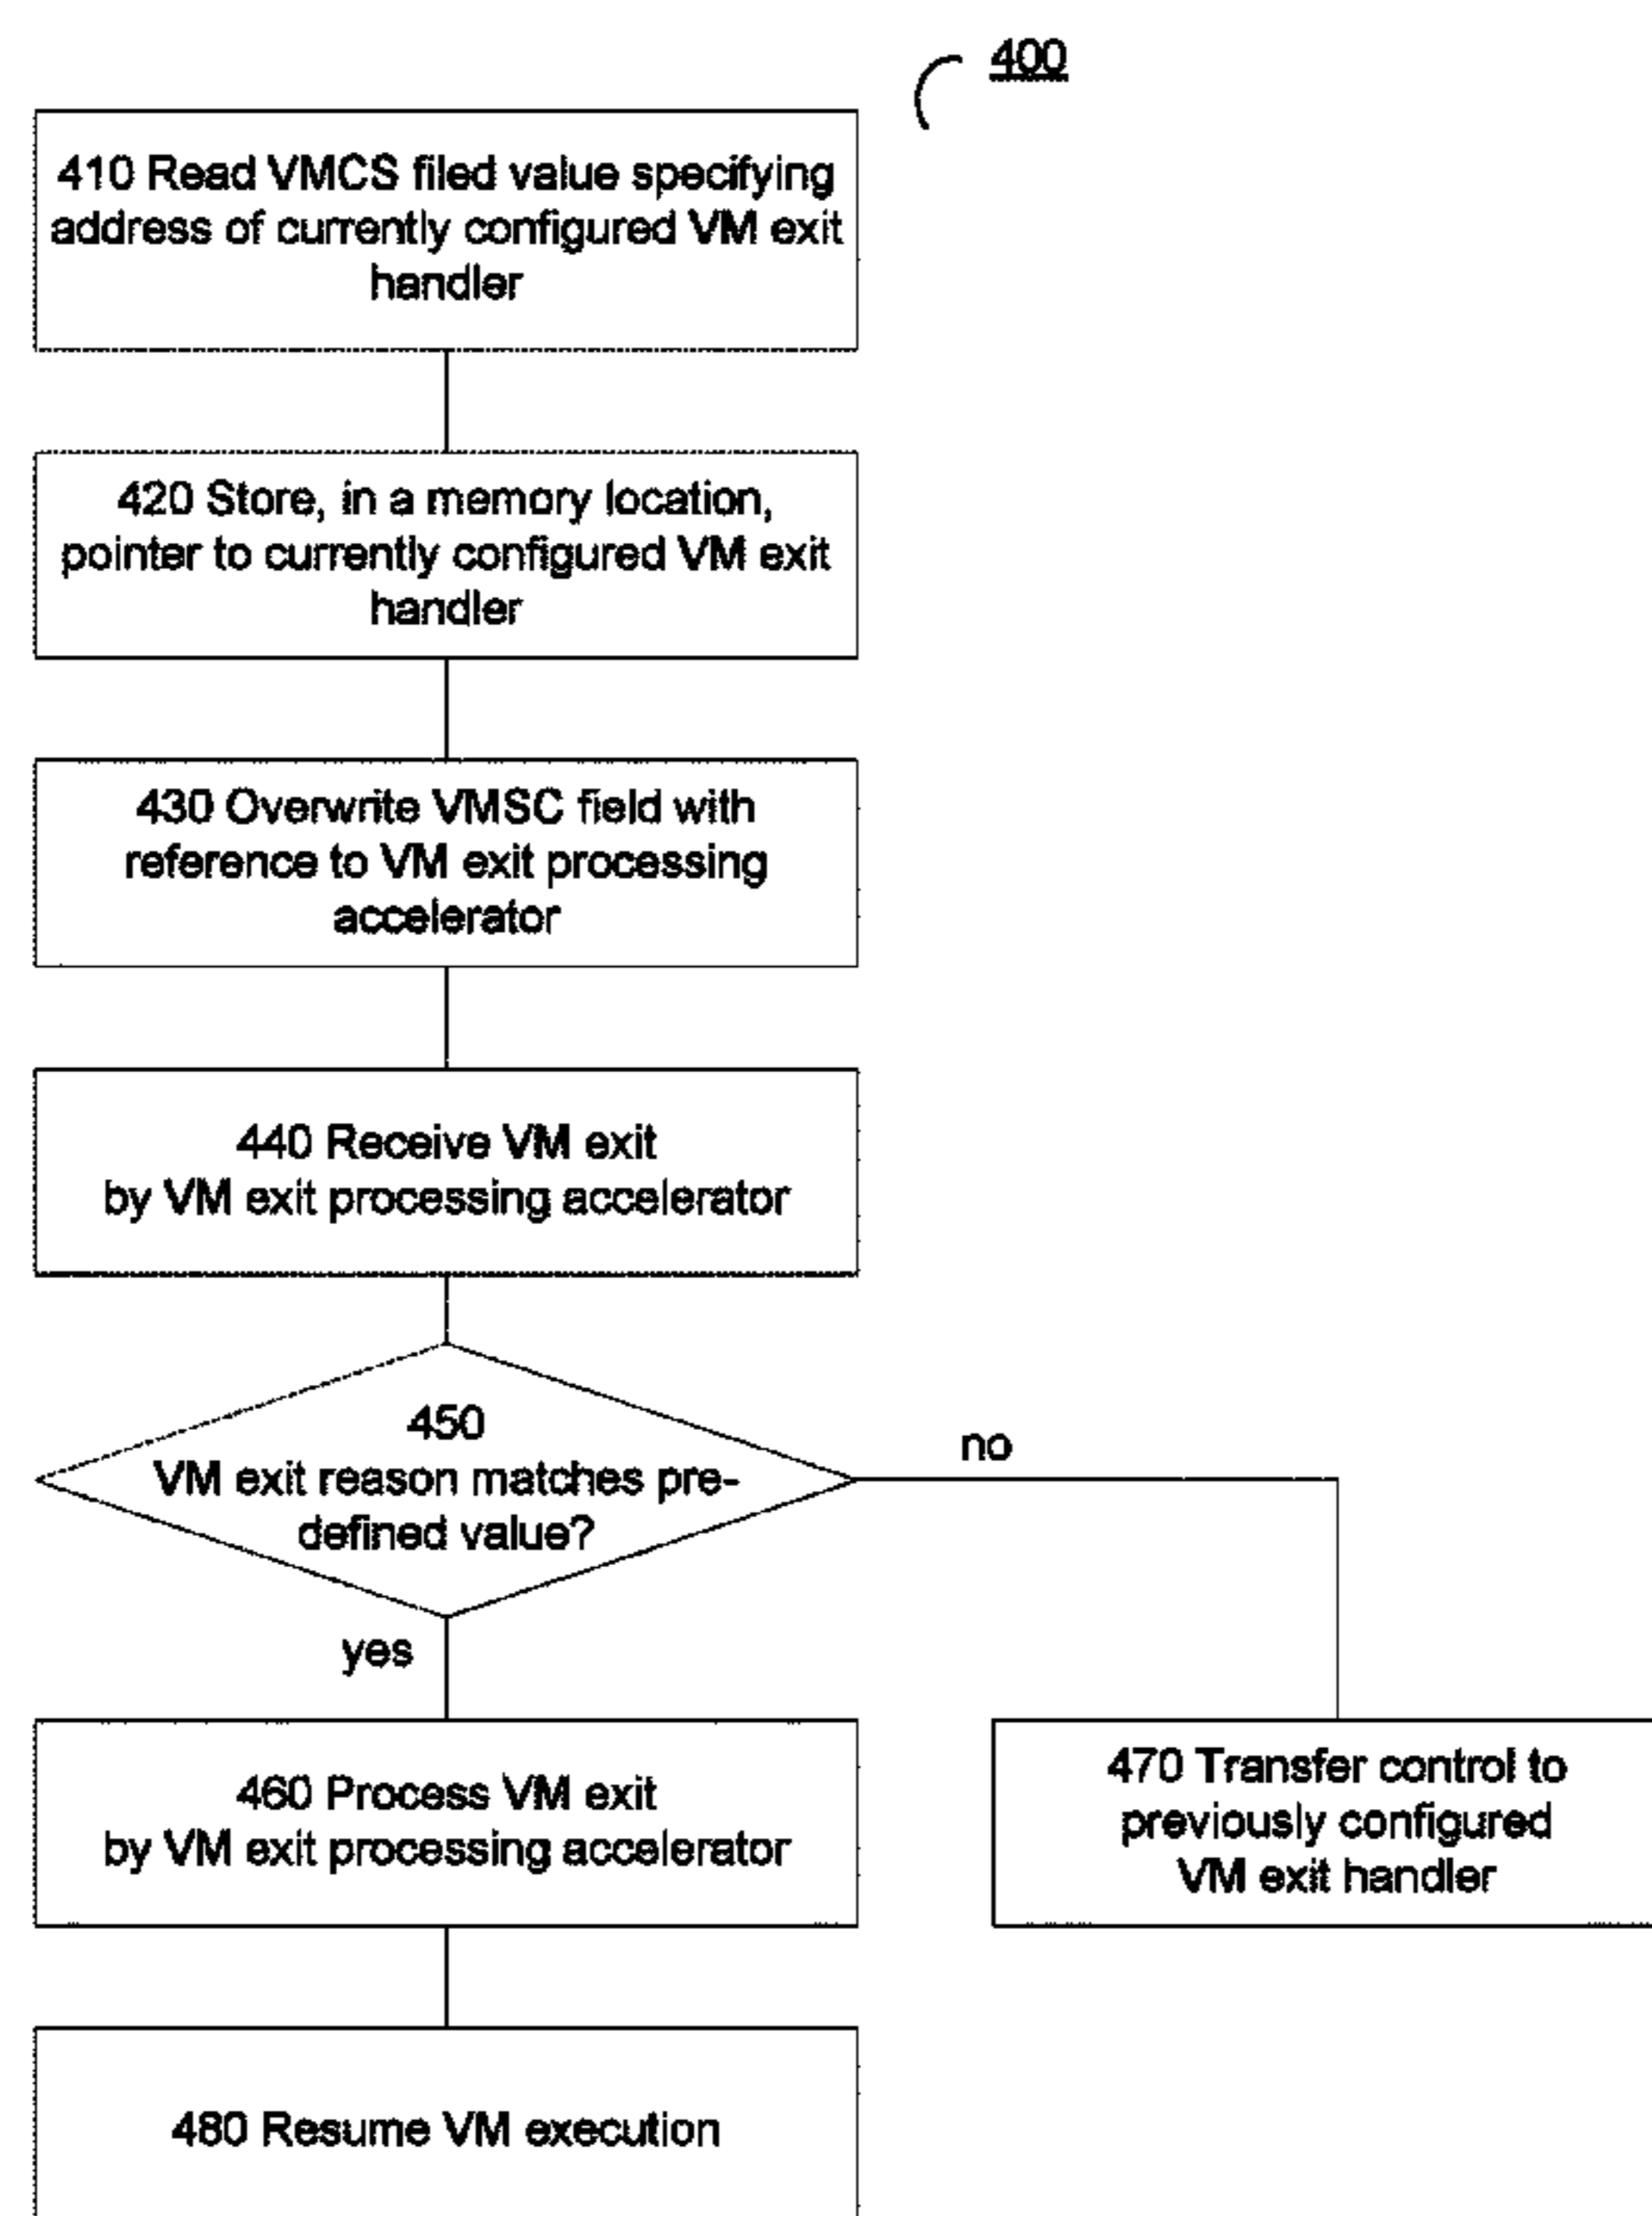 400
410 Read VMCS filed value specifying
address of currently configured VM exit
handler
420 Store, in a memory location,
pointer to currently configured VM exit
handler
430 Overwrite VMSC field with
reference to VM exit processing
accelerator
440 Receive VM exit
by VM exit processing accelerator
450
VM exit reason matches pre-
defined value?
no
yes
460 Process VM exit
by VM exit processing accelerator
470 Transfer control to
previously configured
VM exit handler
480 Resume VM execution